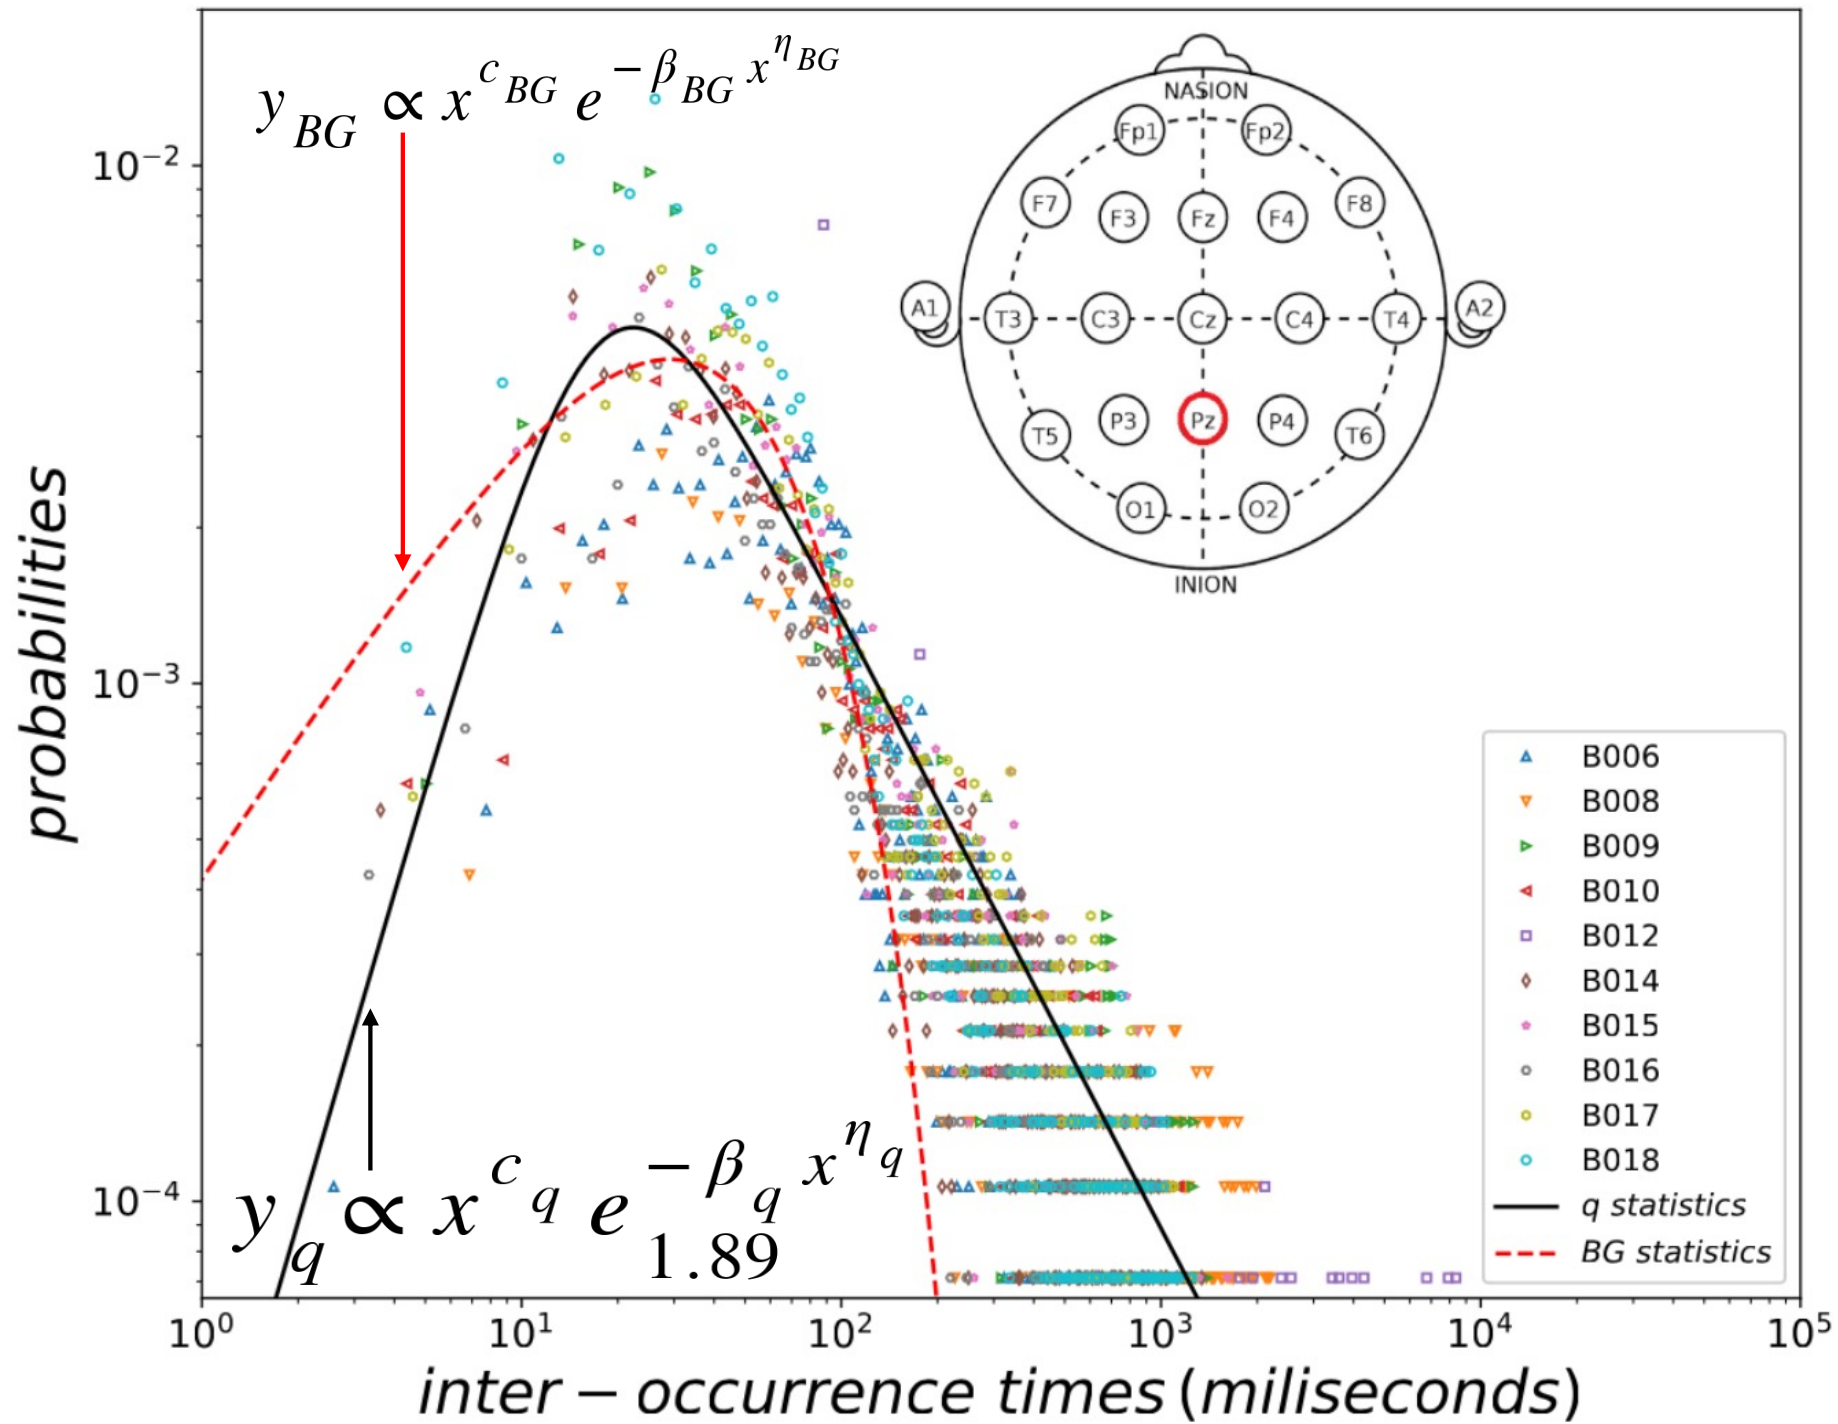 y_BG ∝ x^{c_BG} e^{−β_BG x^{η_BG}}
NASION
Fp1 Fp2
F7 F3 Fz F4 F8
A1 T3 C3 Cz C4 T4 A2
T5 P3 Pz P4 T6
O1 O2
INION
probabilities
10^{−2}
10^{−3}
10^{−4}
y_q ∝ x^{c_q} e_{1.89}^{−β_q x^{η_q}}
B006
B008
B009
B010
B012
B014
B015
B016
B017
B018
q statistics
BG statistics
10^0 10^1 10^2 10^3 10^4 10^5
inter − occurrence times (miliseconds)